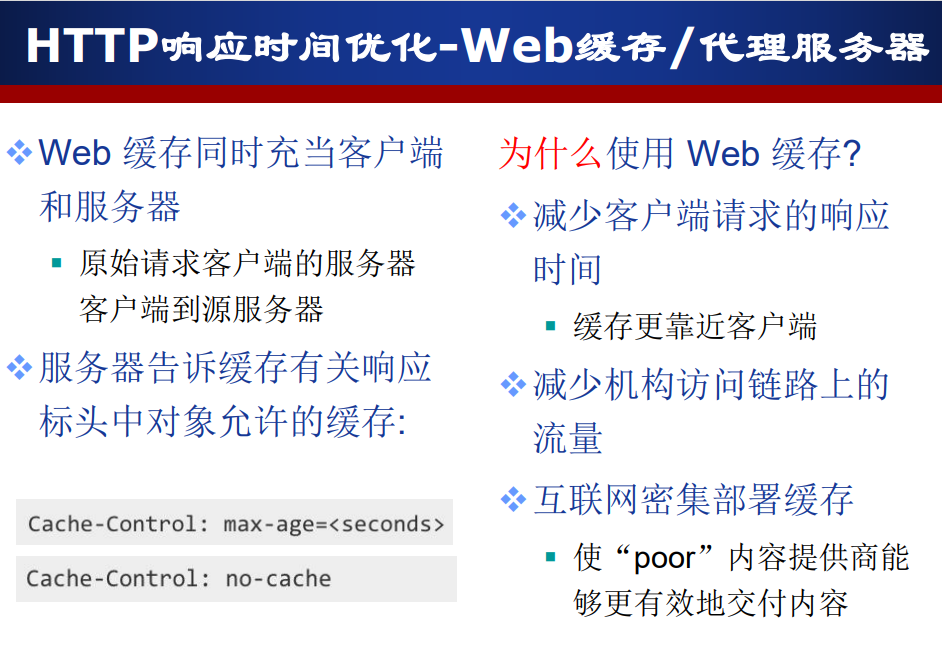 HTTP响应时间优化-Web缓存/代理服务器
Web 缓存同时充当客户端
和服务器
原始请求客户端的服务器
客户端到源服务器
服务器告诉缓存有关响应
标头中对象允许的缓存:
Cache-Control: max-age=<seconds>
Cache-Control: no-cache
为什么使用 Web 缓存?
减少客户端请求的响应
时间
缓存更靠近客户端
减少机构访问链路上的
流量
互联网密集部署缓存
使“poor”内容提供商能
够更有效地交付内容